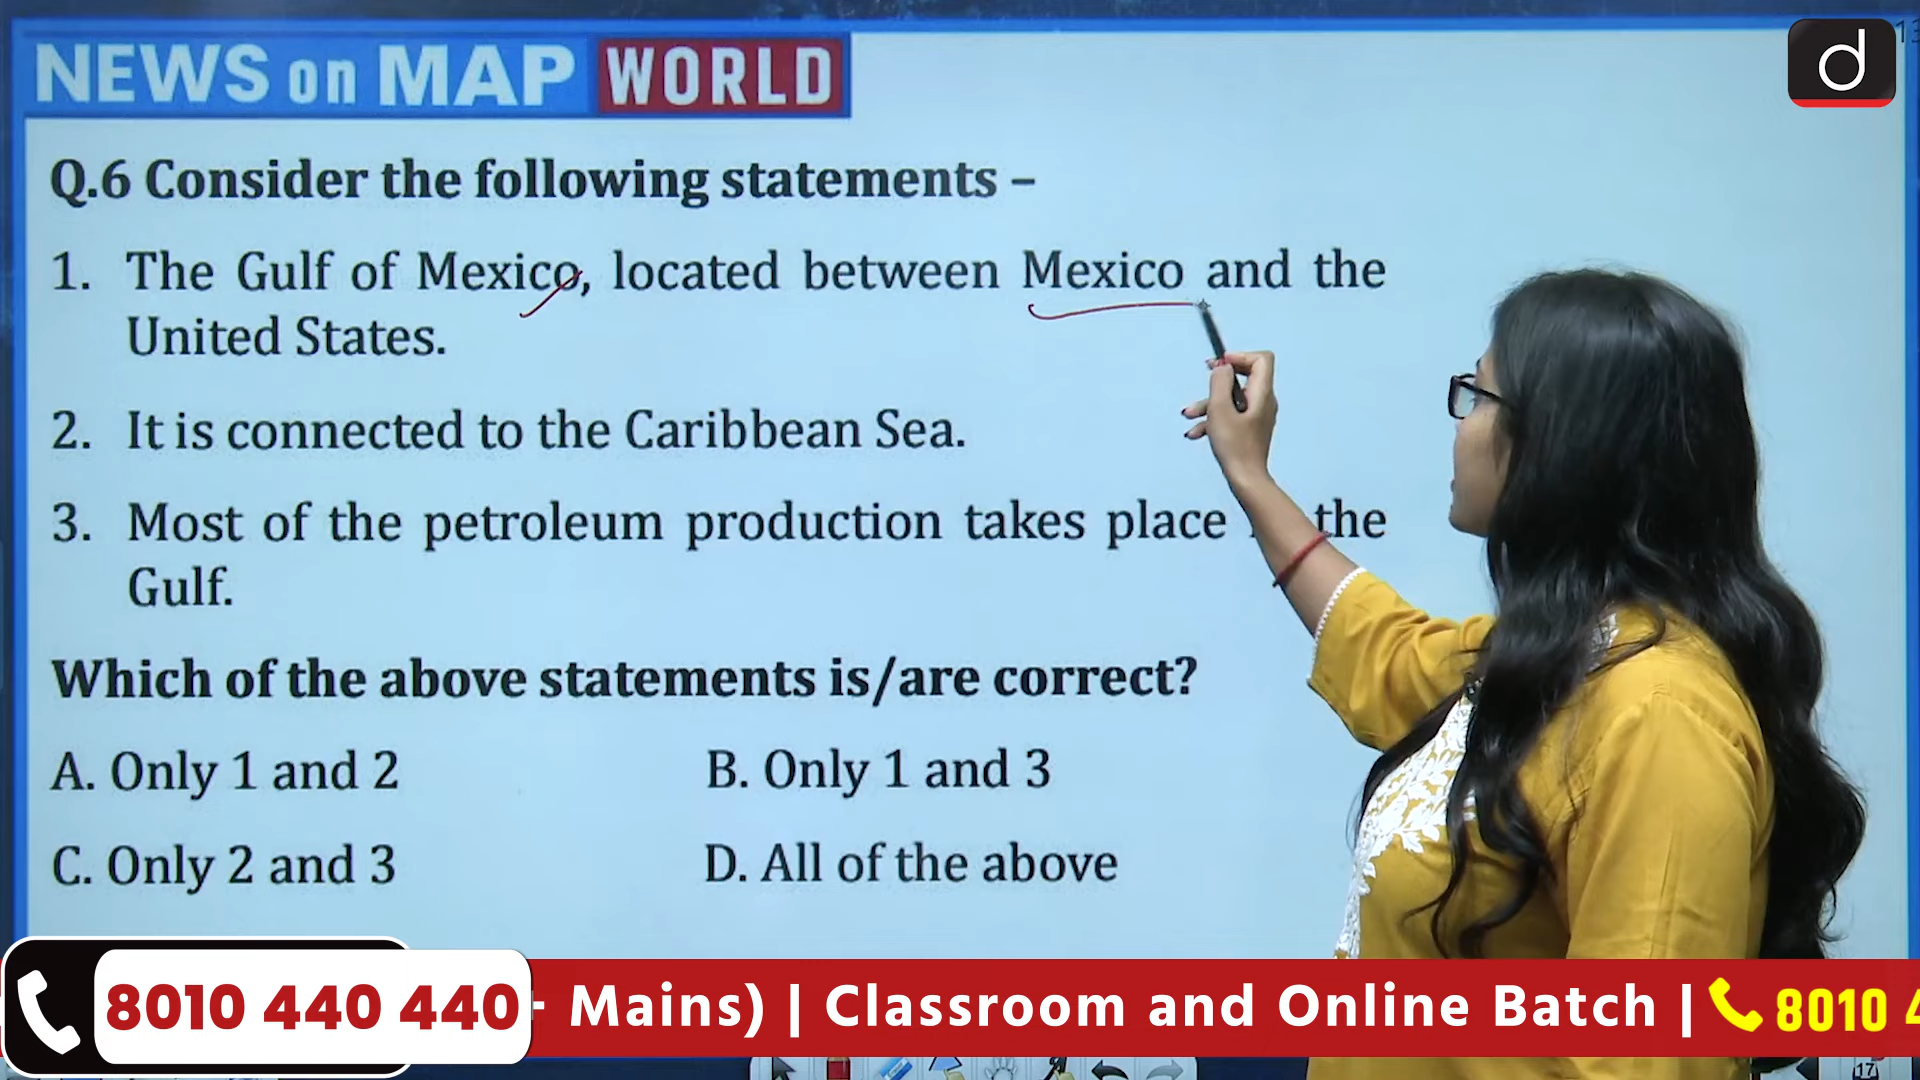 NEWS on MAP WORLD
d
Q.6 Consider the following statements –
1. The Gulf of Mexico, located between Mexico and the
United States.
2. It is connected to the Caribbean Sea.
3. Most of the petroleum production takes place the
Gulf.
Which of the above statements is/are correct?
A. Only 1 and 2
B. Only 1 and 3
C. Only 2 and 3
D. All of the above
8010 440 440 Mains) | Classroom and Online Batch | 8010
17